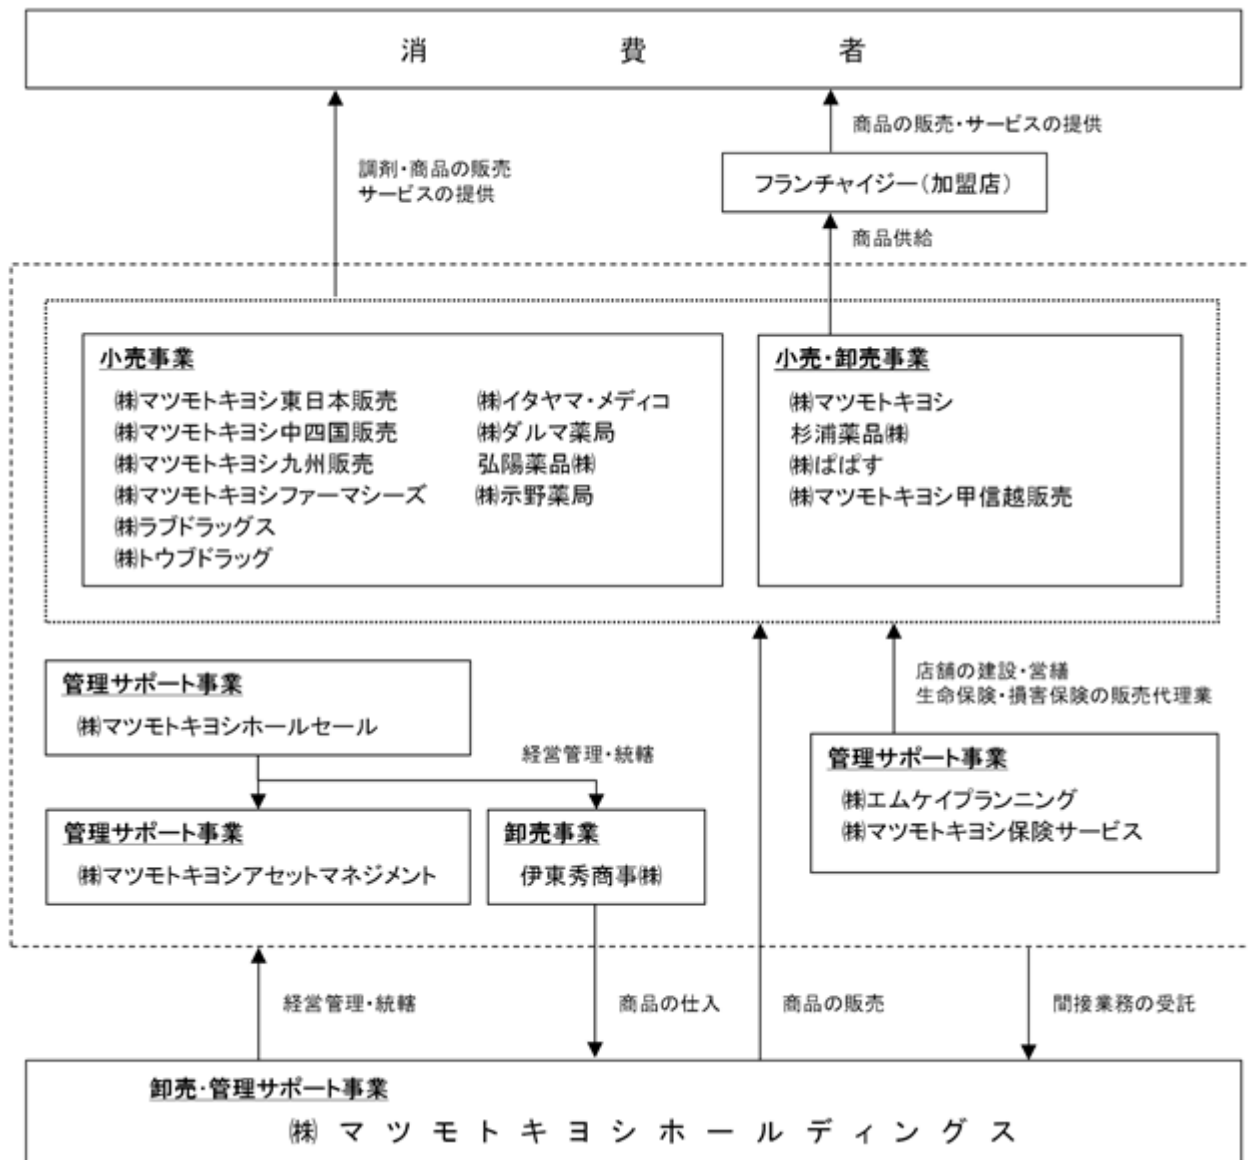 消費者
商品の販売・サービスの提供
調剤・商品の販売
サービスの提供
フランチャイジー(加盟店)
商品供給
小売事業
㈱マツモトキヨシ東日本販売
㈱マツモトキヨシ中四国販売
㈱マツモトキヨシ九州販売
㈱マツモトキヨシファーマシーズ
㈱ラブドラッグス
㈱トウブドラッグ
㈱イタヤマ・メディコ
㈱ダルマ薬局
弘陽薬品㈱
㈱示野薬局
小売・卸売事業
㈱マツモトキヨシ
杉浦薬品㈱
㈱ぱぱす
㈱マツモトキヨシ甲信越販売
管理サポート事業
㈱マツモトキヨシホールセール
経営管理・統轄
管理サポート事業
㈱マツモトキヨシアセットマネジメント
卸売事業
伊東秀商事㈱
店舗の建設・営繕
生命保険・損害保険の販売代理業
管理サポート事業
㈱エムケイプランニング
㈱マツモトキヨシ保険サービス
経営管理・統轄
商品の仕入
商品の販売
間接業務の受託
卸売・管理サポート事業
㈱マツモトキヨシホールディングス